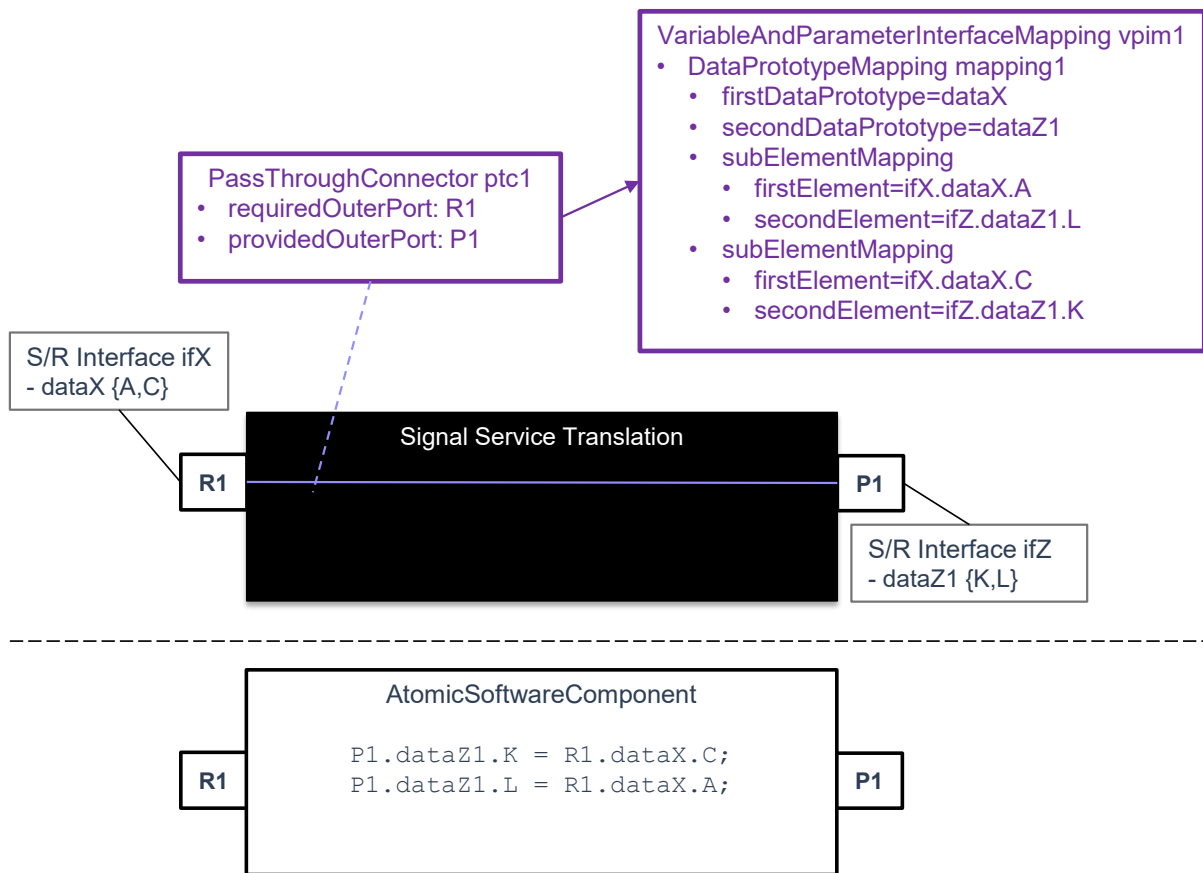 VariableAndParameterInterfaceMapping vpim1
• DataPrototypeMapping mapping1
• firstDataPrototype=dataX
• secondDataPrototype=dataZ1
• subElementMapping
• firstElement=ifX.dataX.A
• secondElement=ifZ.dataZ1.L
• subElementMapping
• firstElement=ifX.dataX.C
• secondElement=ifZ.dataZ1.K
PassThroughConnector ptc1
• requiredOuterPort: R1
• providedOuterPort: P1
S/R Interface ifX
- dataX {A,C}
Signal Service Translation
R1
P1
S/R Interface ifZ
- dataZ1 {K,L}
AtomicSoftwareComponent
P1.dataZ1.K = R1.dataX.C;
P1.dataZ1.L = R1.dataX.A;
R1
P1